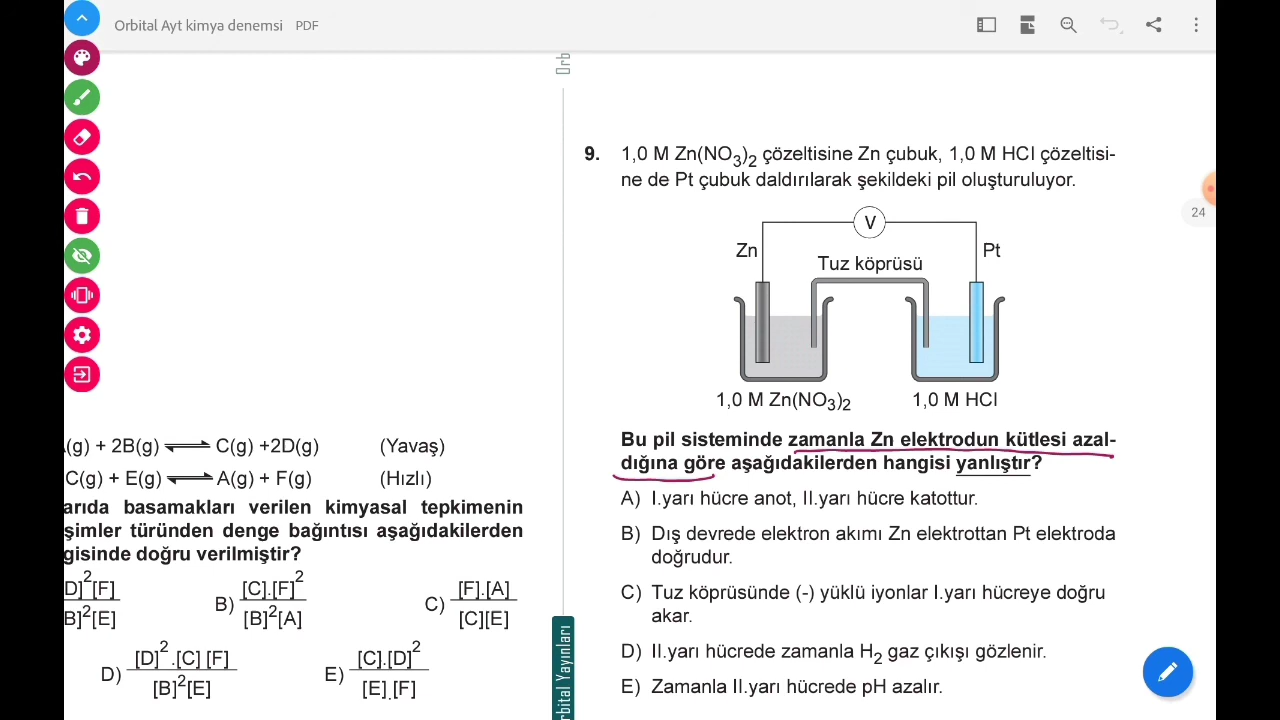 Orbital Ayt kimya denemsi PDF
Orb
24
(g) + 2B(g) ⇌ C(g) +2D(g) (Yavaş)
C(g) + E(g) ⇌ A(g) + F(g) (Hızlı)
arıda basamakları verilen kimyasal tepkimenin
şimler türünden denge bağıntısı aşağıdakilerden
gisinde doğru verilmiştir?
D]²[F] / B]²[E] B) [C].[F]² / [B]²[A] C) [F].[A] / [C][E]
D) [D]².[C] [F] / [B]²[E] E) [C].[D]² / [E].[F]
rbital Yayınları
9. 1,0 M Zn(NO₃)₂ çözeltisine Zn çubuk, 1,0 M HCl çözeltisi-
ne de Pt çubuk daldırılarak şekildeki pil oluşturuluyor.
V
Zn Pt
Tuz köprüsü
1,0 M Zn(NO₃)₂ 1,0 M HCl
Bu pil sisteminde zamanla Zn elektrodun kütlesi azal-
dığına göre aşağıdakilerden hangisi yanlıştır?
A) I.yarı hücre anot, II.yarı hücre katottur.
B) Dış devrede elektron akımı Zn elektrottan Pt elektroda
doğrudur.
C) Tuz köprüsünde (-) yüklü iyonlar I.yarı hücreye doğru
akar.
D) II.yarı hücrede zamanla H₂ gaz çıkışı gözlenir.
E) Zamanla II.yarı hücrede pH azalır.